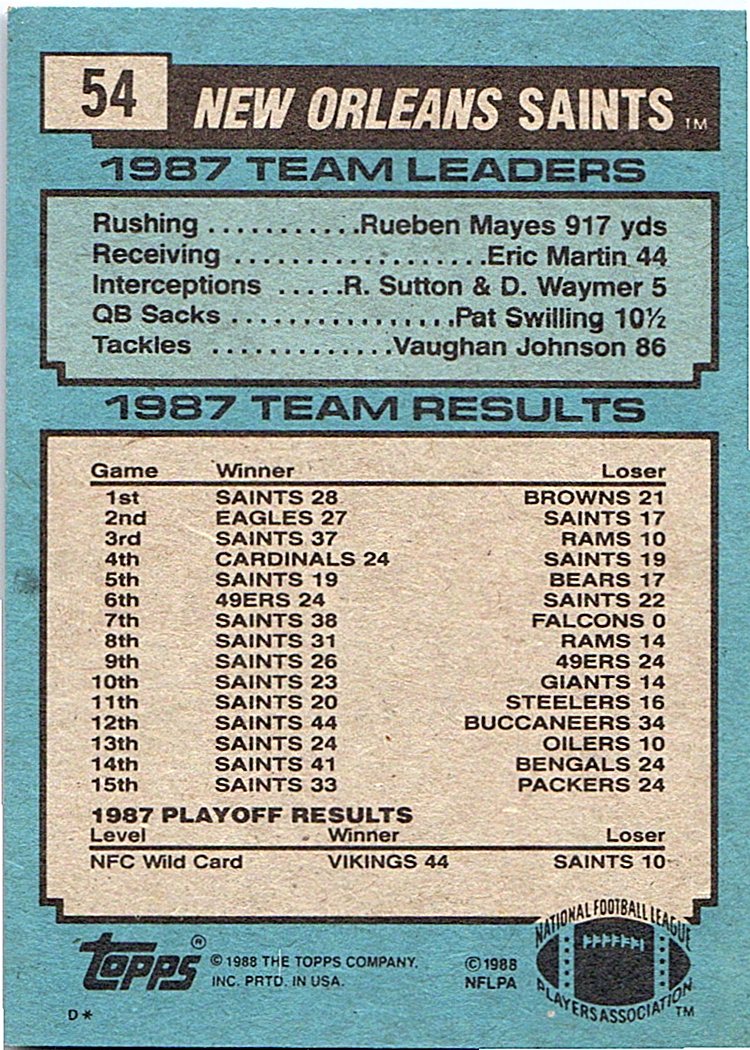 54
NEW ORLEANS SAINTS TM
1987 TEAM LEADERS
Rushing ...........Rueben Mayes 917 yds
Receiving ..................Eric Martin 44
Interceptions .....R. Sutton & D. Waymer 5
QB Sacks ................Pat Swilling 10½
Tackles .............Vaughan Johnson 86
1987 TEAM RESULTS
Game Winner Loser
1st SAINTS 28 BROWNS 21
2nd EAGLES 27 SAINTS 17
3rd SAINTS 37 RAMS 10
4th CARDINALS 24 SAINTS 19
5th SAINTS 19 BEARS 17
6th 49ERS 24 SAINTS 22
7th SAINTS 38 FALCONS 0
8th SAINTS 31 RAMS 14
9th SAINTS 26 49ERS 24
10th SAINTS 23 GIANTS 14
11th SAINTS 20 STEELERS 16
12th SAINTS 44 BUCCANEERS 34
13th SAINTS 24 OILERS 10
14th SAINTS 41 BENGALS 24
15th SAINTS 33 PACKERS 24
1987 PLAYOFF RESULTS
Level Winner Loser
NFC Wild Card VIKINGS 44 SAINTS 10
TOPPS ®
© 1988 THE TOPPS COMPANY,
INC. PRTD. IN USA.
© 1988
NFLPA
NATIONAL FOOTBALL LEAGUE
PLAYERS ASSOCIATION TM
D*